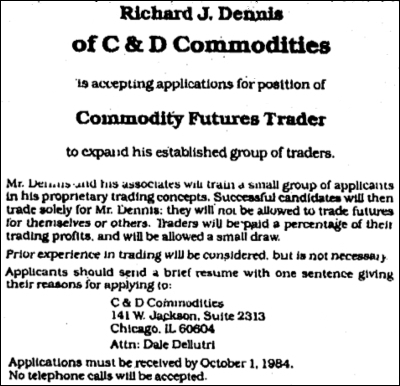 Richard J. Dennis
of C & D Commodities
is accepting applications for position of
Commodity Futures Trader
to expand his established group of traders.
Mr. Dennis and his associates will train a small group of applicants
in his proprietary trading concepts. Successful candidates will then
trade solely for Mr. Dennis: they will not be allowed to trade futures
for themselves or others. Traders will be paid a percentage of their
trading profits, and will be allowed a small draw.
Prior experience in trading will be considered, but is not necessary.
Applicants should send a brief resume with one sentence giving
their reasons for applying to:
C & D Commodities
141 W. Jackson, Suite 2313
Chicago, IL 60604
Attn: Dale Dellutri
Applications must be received by October 1, 1984.
No telephone calls will be accepted.